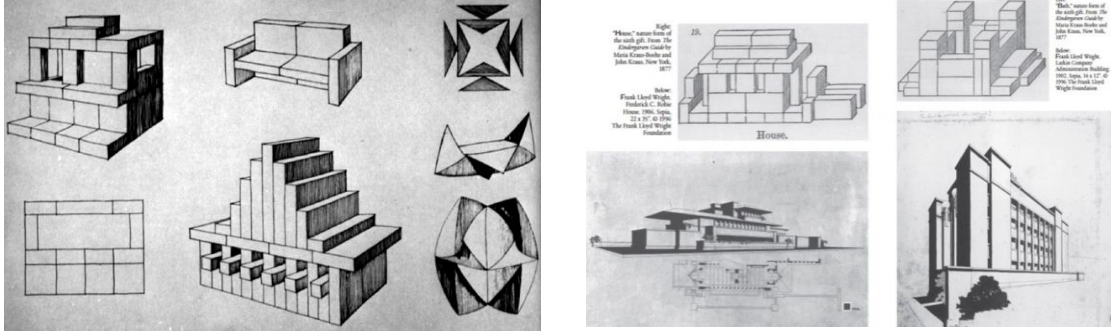 Right:
"House," nature form of
the sixth gift. From The
Kindergarten Guide by
Maria Kraus-Boelte and
John Kraus, New York,
1877
Below:
Frank Lloyd Wright.
Frederick C. Robie
House. 1906. Sepia,
22 x 35". ©1996
The Frank Lloyd Wright
Foundation
19.
House.
nature form of
the sixth gift. From The
Kindergarten Guide by
Maria Kraus-Boelte and
John Kraus, New York,
1877
Below:
Frank Lloyd Wright.
Larkin Company
Administration Building.
1902. Sepia, 16 x 12". ©
1996 The Frank Lloyd
Wright Foundation